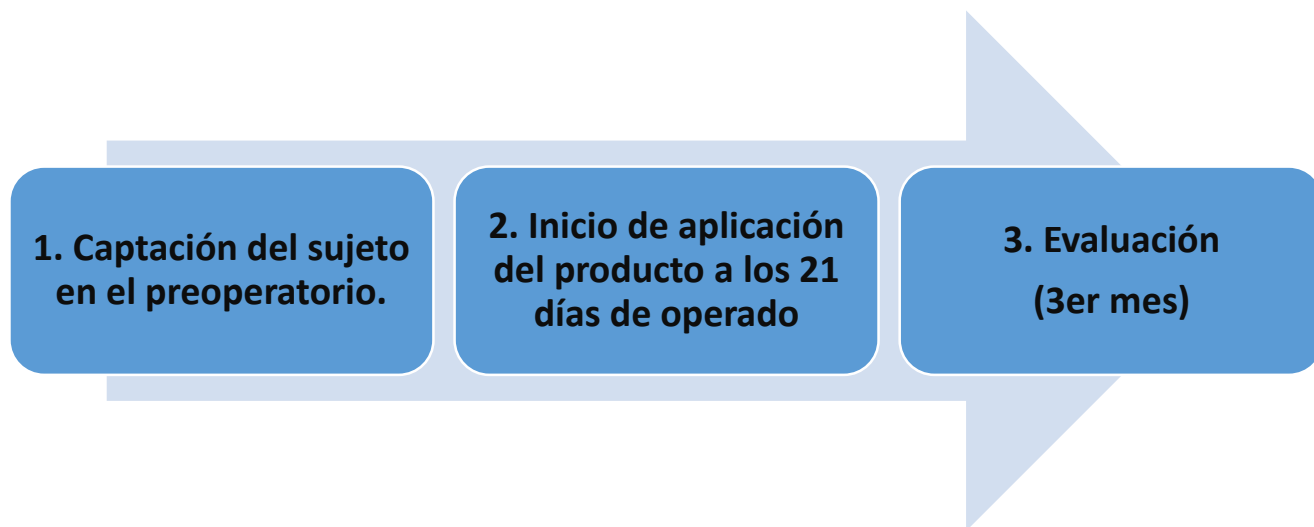 1. Captación del sujeto
en el preoperatorio.
2. Inicio de aplicación
del producto a los 21
días de operado
3. Evaluación
(3er mes)